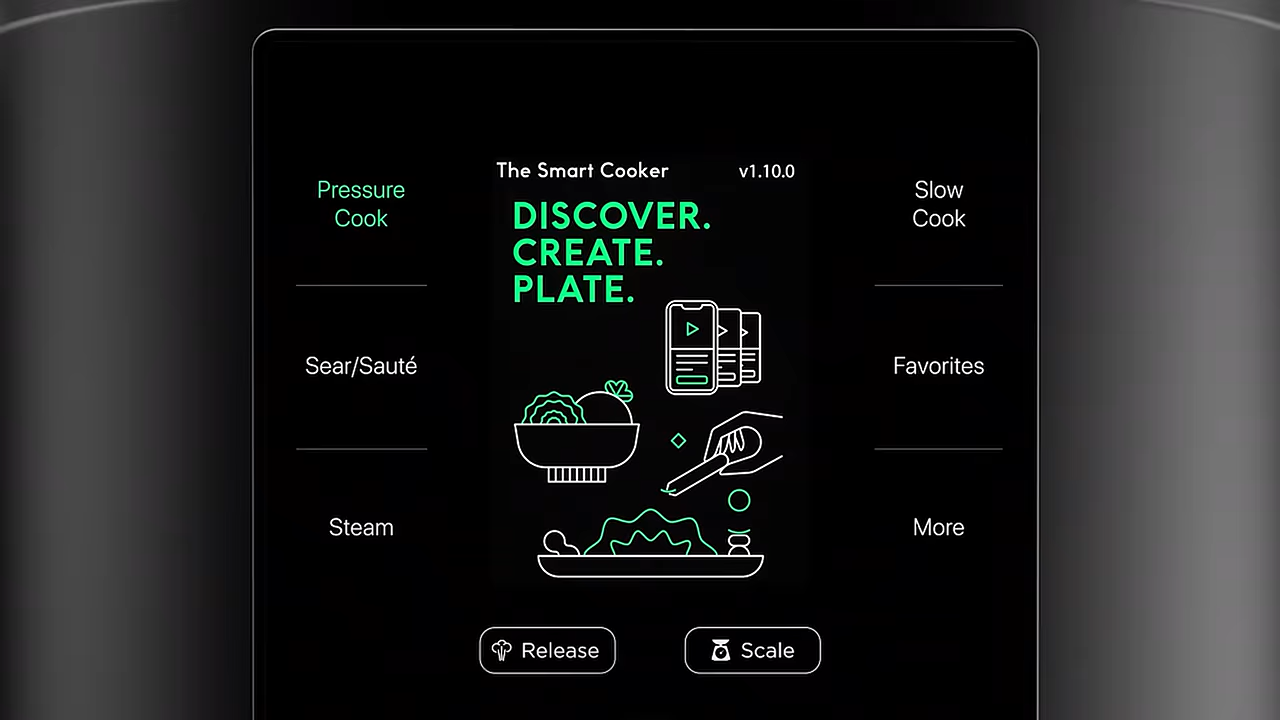 The Smart Cooker v1.10.0
DISCOVER.
CREATE.
PLATE.
Pressure
Cook
Sear/Sauté
Steam
Slow
Cook
Favorites
More
Release
Scale